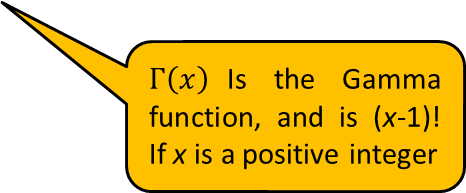 Γ(x) Is the Gamma
function, and is (x-1)!
If x is a positive integer